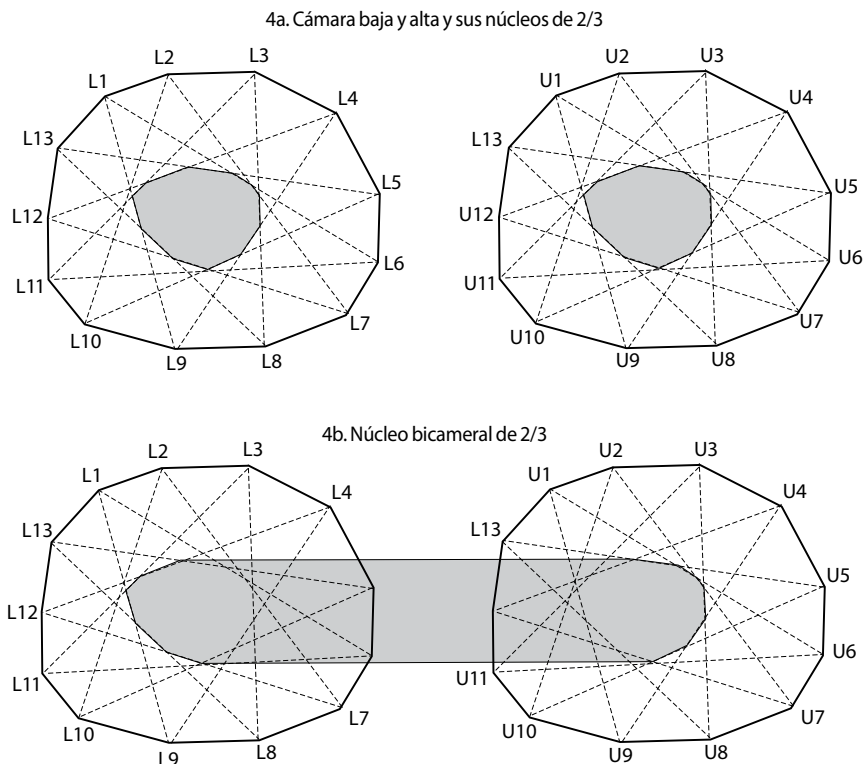 4a. Cámara baja y alta y sus núcleos de 2/3
L1
L2
L3
L4
L5
L6
L7
L8
L9
L10
L11
L12
L13
U1
U2
U3
U4
U5
U6
U7
U8
U9
U10
U11
U12
L13
4b. Núcleo bicameral de 2/3
L1
L2
L3
L4
L7
L8
L9
L10
L11
L12
L13
U1
U2
U3
U4
U5
U6
U7
U8
U9
U10
U11
L13